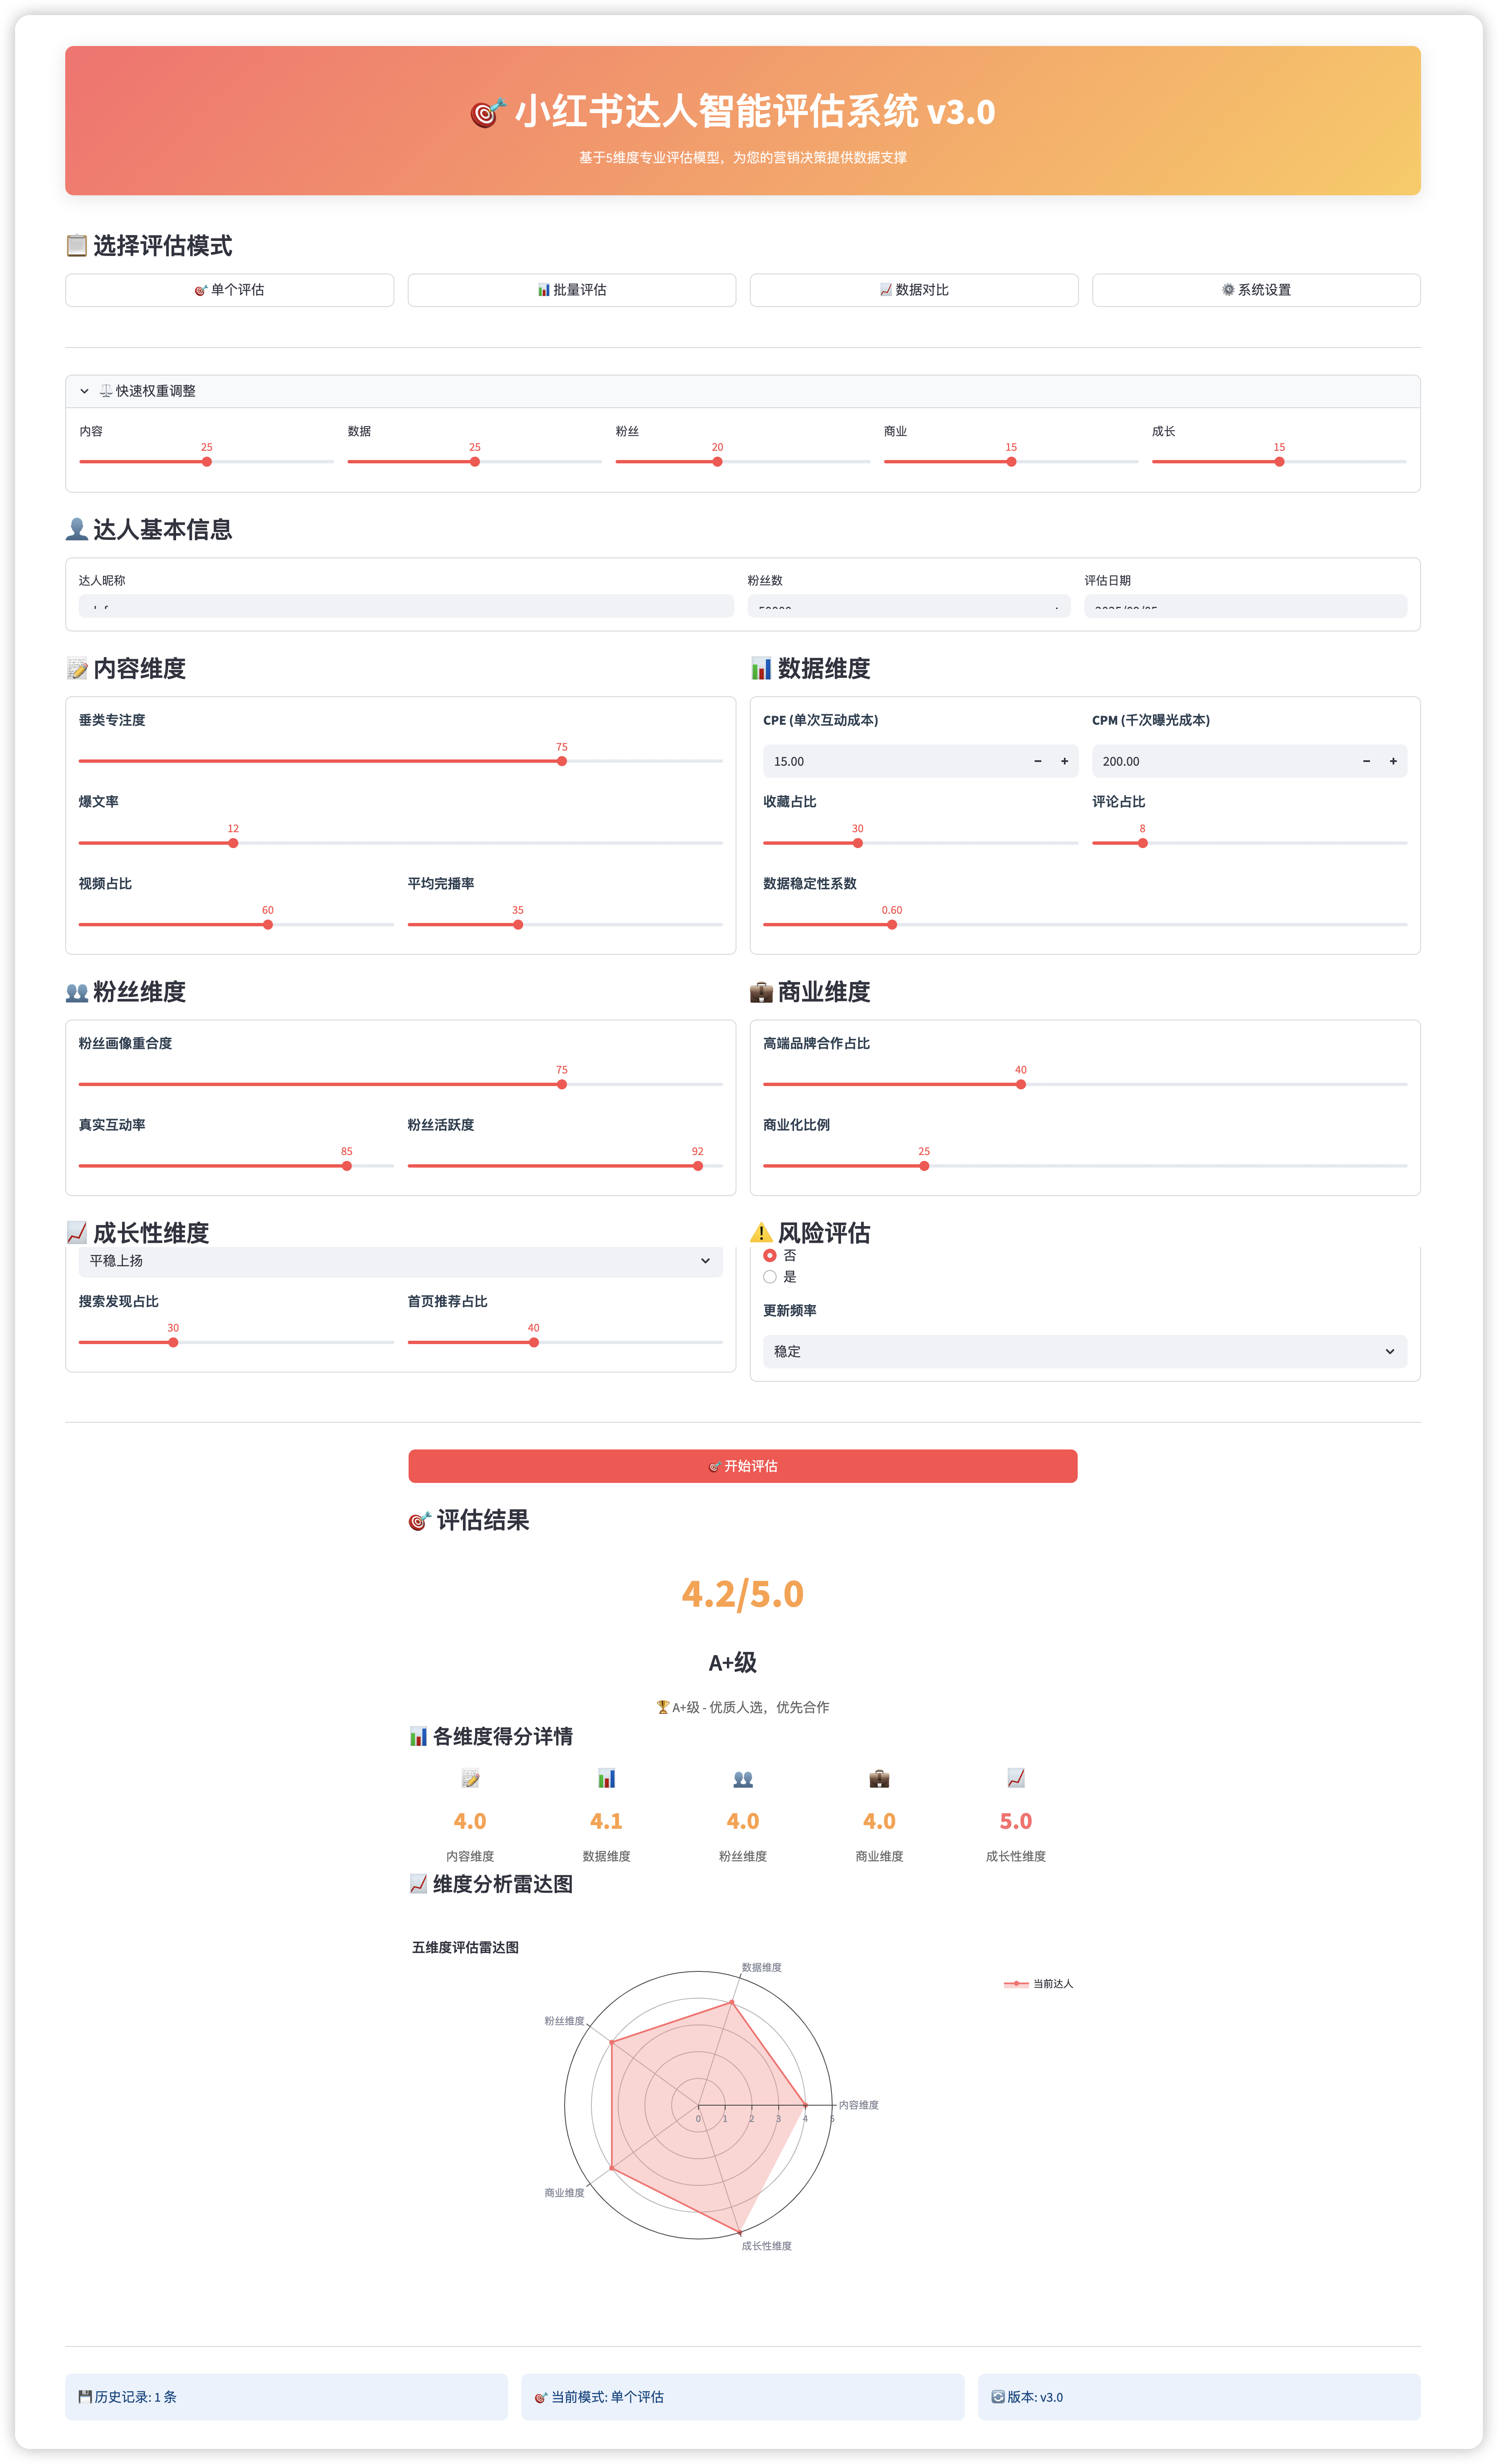 🎯 小红书达人智能评估系统 v3.0
基于5维度专业评估模型，为您的营销决策提供数据支撑
📋 选择评估模式
🎯 单个评估
📊 批量评估
📈 数据对比
⚙️ 系统设置
⚖️ 快速权重调整
内容 数据 粉丝 商业 成长
25 25 20 15 15
👤 达人基本信息
达人昵称 粉丝数 评估日期
📝 内容维度
垂类专注度
75
爆文率
12
视频占比 平均完播率
60 35
📊 数据维度
CPE (单次互动成本) CPM (千次曝光成本)
15.00 − + 200.00 − +
收藏占比 评论占比
30 8
数据稳定性系数
0.60
👥 粉丝维度
粉丝画像重合度
75
真实互动率 粉丝活跃度
85 92
💼 商业维度
高端品牌合作占比
40
商业化比例
25
📈 成长性维度
平稳上扬
搜索发现占比 首页推荐占比
30 40
⚠️ 风险评估
否
是
更新频率
稳定
🎯 开始评估
🎯 评估结果
4.2/5.0
A+级
🏆 A+级 - 优质人选，优先合作
📊 各维度得分详情
4.0 4.1 4.0 4.0 5.0
内容维度 数据维度 粉丝维度 商业维度 成长性维度
📈 维度分析雷达图
五维度评估雷达图
数据维度
当前达人
粉丝维度
内容维度
0 1 2 3 4 5
商业维度
成长性维度
💾 历史记录: 1 条
🎯 当前模式: 单个评估
🔄 版本: v3.0